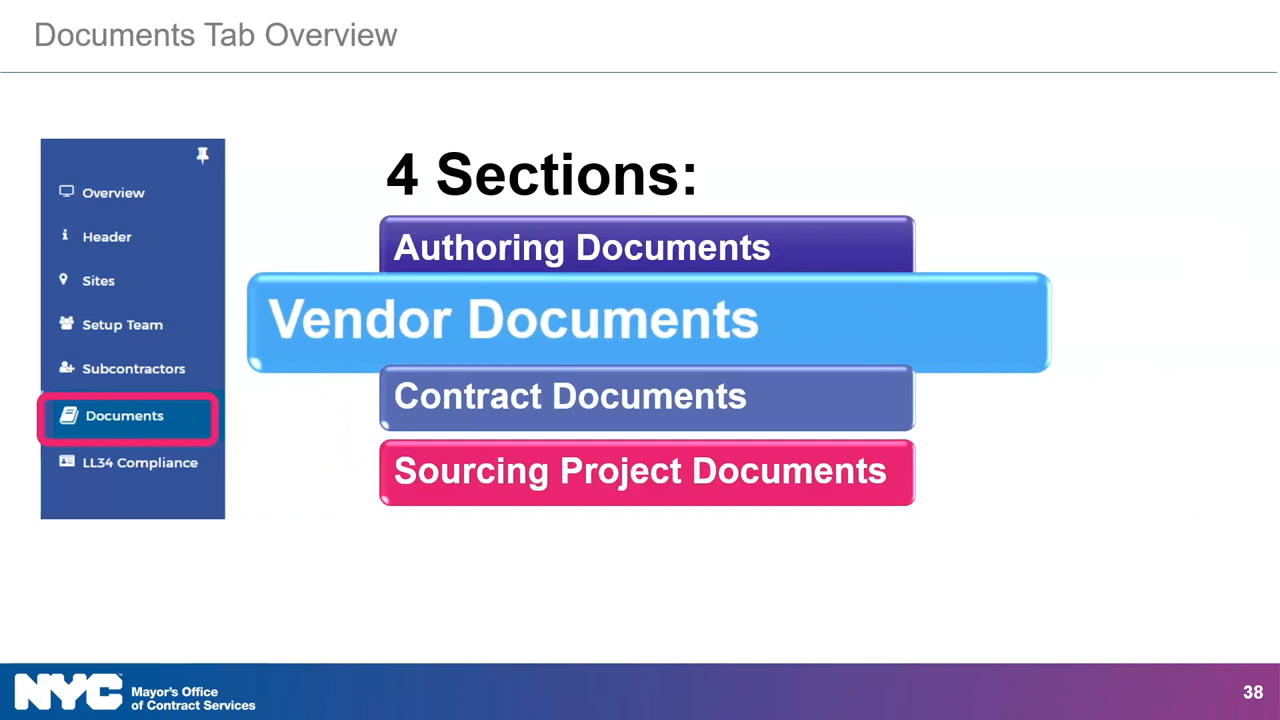 Documents Tab Overview
Overview
Header
Sites
Setup Team
Subcontractors
Documents
LL34 Compliance
4 Sections:
Authoring Documents
Vendor Documents
Contract Documents
Sourcing Project Documents
NYC
Mayor's Office
of Contract Services
38